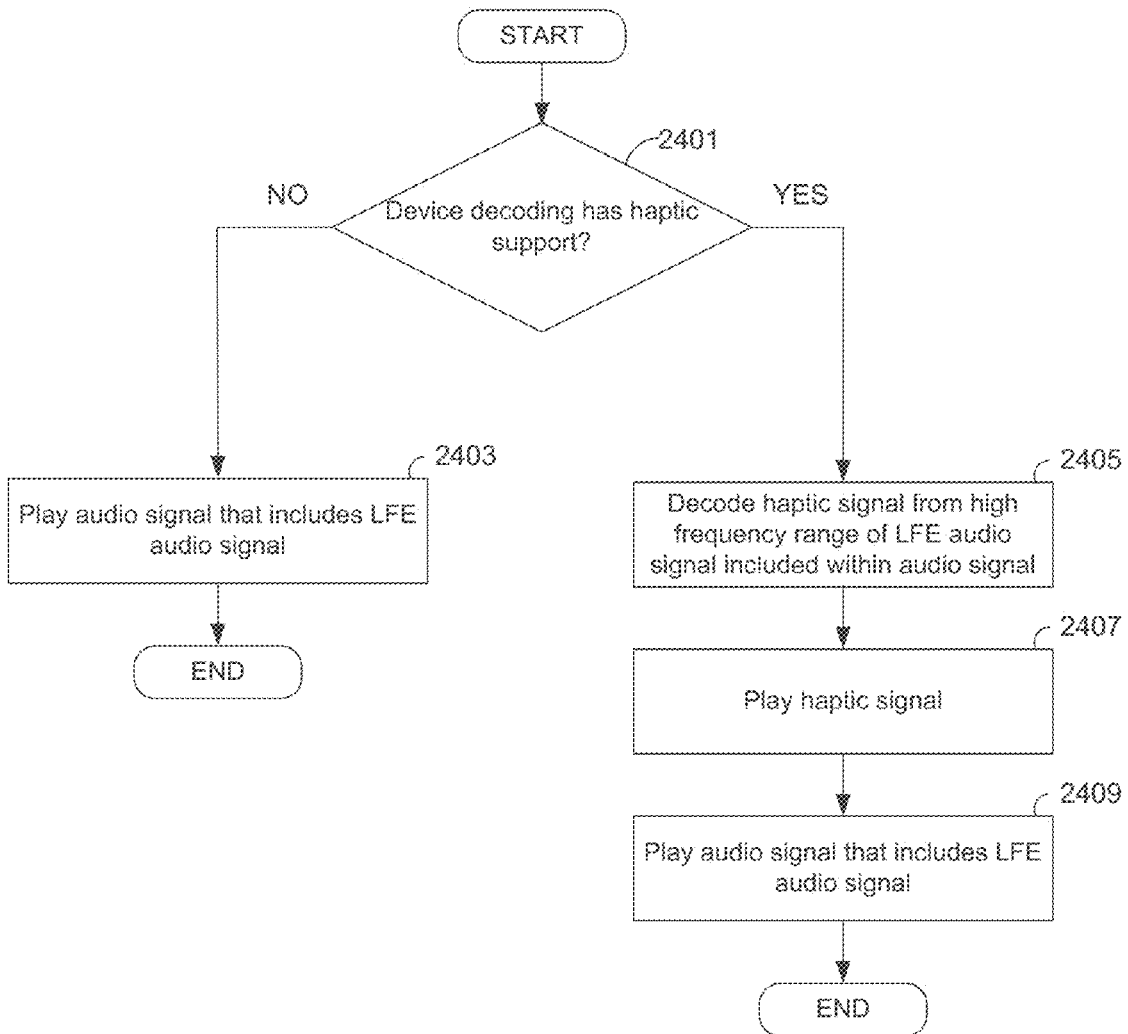 START
2401
NO
YES
Device decoding has haptic
support?
2403
Play audio signal that includes LFE
audio signal
END
2405
Decode haptic signal from high
frequency range of LFE audio
signal included within audio signal
2407
Play haptic signal
2409
Play audio signal that includes LFE
audio signal
END